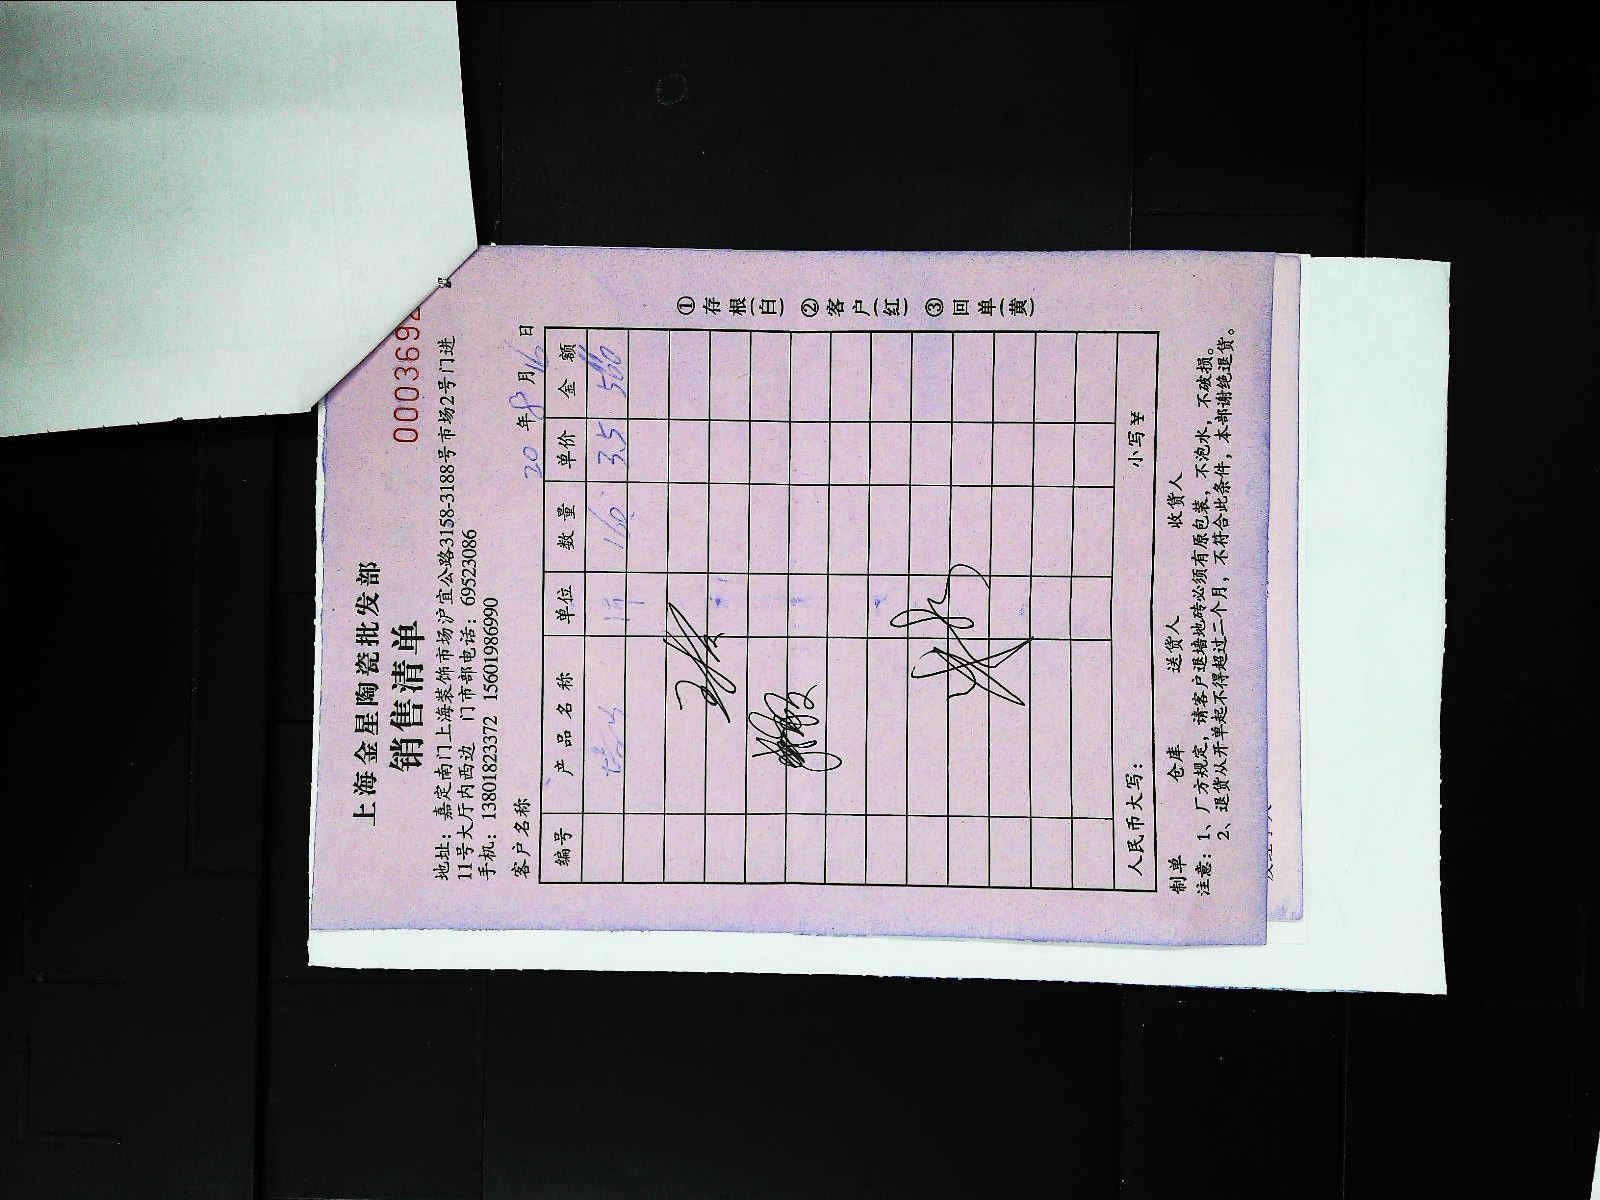 上海金星陶瓷批发部
销售清单
000369
地址：嘉定南门上海装饰市场沪宜公路3158-3188号市场2号门进
11号大厅内西边 门市部电话：69523086
手机：13801823372 15601986990
客户名称 20 年 8 月 16 日
编号 产品名称 单位 数量 单价 金额
160 3.5 560
人民币大写： 小写¥
制单 仓库 送货人 收货人
注意：1、厂方规定，请客户退墙地砖必须有原包装，不泡水，不破损。
2、退货从开单起不得超过二个月，不符合此条件，本部谢绝退货。
①存根(白) ②客户(红) ③回单(黄)